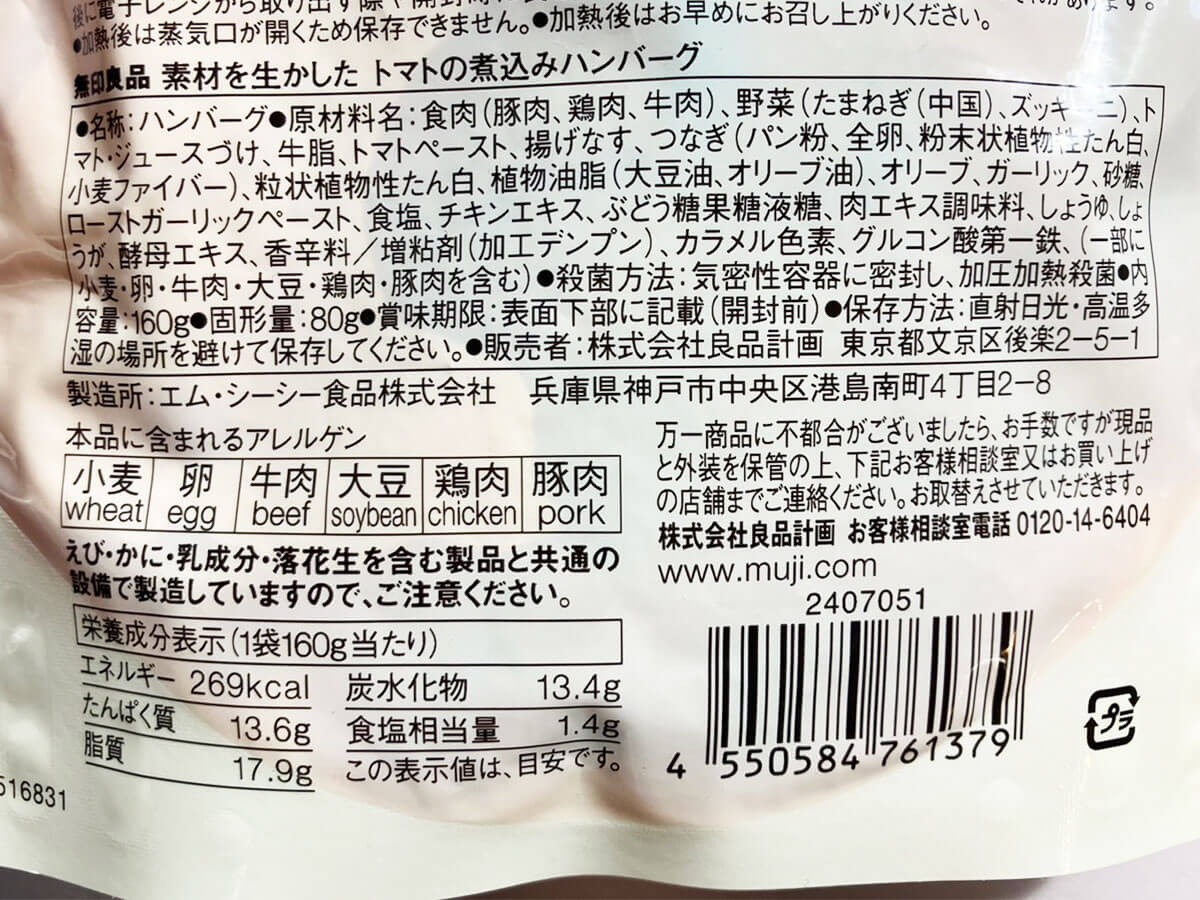 後に電子レンジから取り出す際や開封時に
●加熱後は蒸気口が開くため保存できません。●加熱後はお早めにお召し上がりください。
無印良品 素材を生かした トマトの煮込みハンバーグ
●名称：ハンバーグ●原材料名：食肉（豚肉、鶏肉、牛肉）、野菜（たまねぎ（中国）、ズッキーニ）、ト
マト・ジュースづけ、牛脂、トマトペースト、揚げなす、つなぎ（パン粉、全卵、粉末状植物性たん白、
小麦ファイバー）、粒状植物性たん白、植物油脂（大豆油、オリーブ油）、オリーブ、ガーリック、砂糖、
ローストガーリックペースト、食塩、チキンエキス、ぶどう糖果糖液糖、肉エキス調味料、しょうゆ、しょ
うが、酵母エキス、香辛料／増粘剤（加工デンプン）、カラメル色素、グルコン酸第一鉄、（一部に
小麦・卵・牛肉・大豆・鶏肉・豚肉を含む）●殺菌方法：気密性容器に密封し、加圧加熱殺菌●内
容量：160g●固形量：80g●賞味期限：表面下部に記載（開封前）●保存方法：直射日光・高温多
湿の場所を避けて保存してください。●販売者：株式会社良品計画 東京都文京区後楽2−5−1
製造所：エム・シーシー食品株式会社 兵庫県神戸市中央区港島南町4丁目2−8
本品に含まれるアレルゲン
小麦 卵 牛肉 大豆 鶏肉 豚肉
wheat egg beef soybean chicken pork
えび・かに・乳成分・落花生を含む製品と共通の
設備で製造していますので、ご注意ください。
栄養成分表示（1袋160g当たり）
エネルギー 269kcal 炭水化物 13.4g
たんぱく質 13.6g 食塩相当量 1.4g
脂質 17.9g この表示値は、目安です。
516831
万一商品に不都合がございましたら、お手数ですが現品
と外装を保管の上、下記お客様相談室又はお買い上げ
の店舗までご連絡ください。お取替えさせていただきます。
株式会社良品計画 お客様相談室電話 0120-14-6404
www.muji.com
2407051
4 550584 761379
プラ